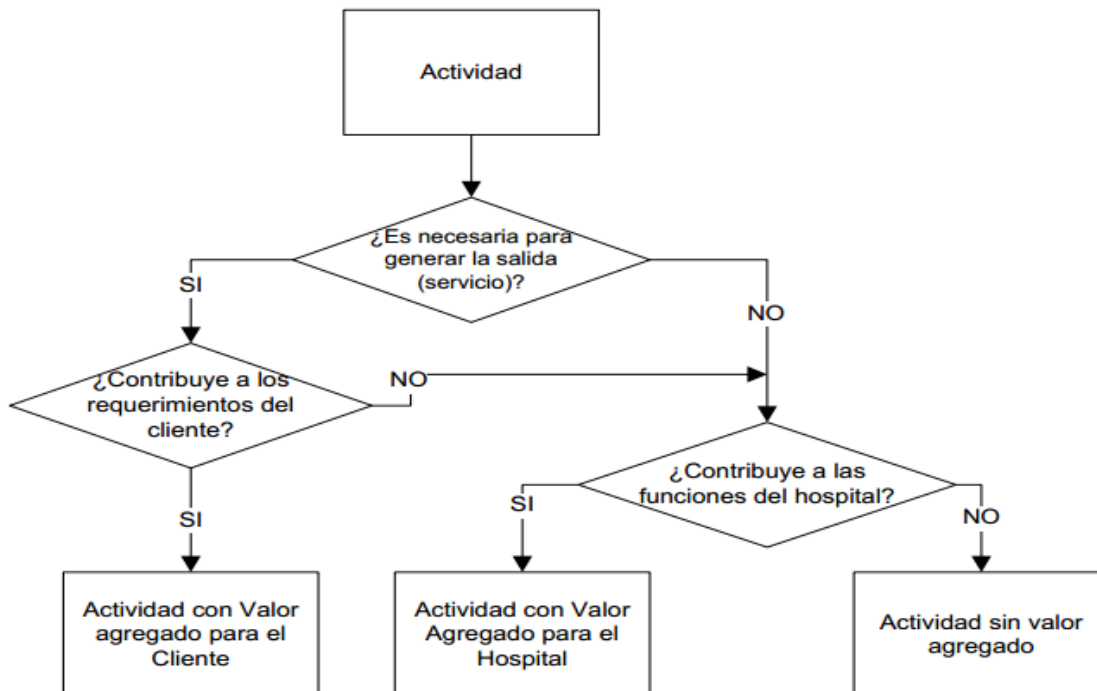 Actividad
¿Es necesaria para
generar la salida
(servicio)?
SI
NO
¿Contribuye a los
requerimientos del
cliente?
NO
¿Contribuye a las
funciones del hospital?
SI
SI
NO
Actividad con Valor
agregado para el
Cliente
Actividad con Valor
Agregado para el
Hospital
Actividad sin valor
agregado